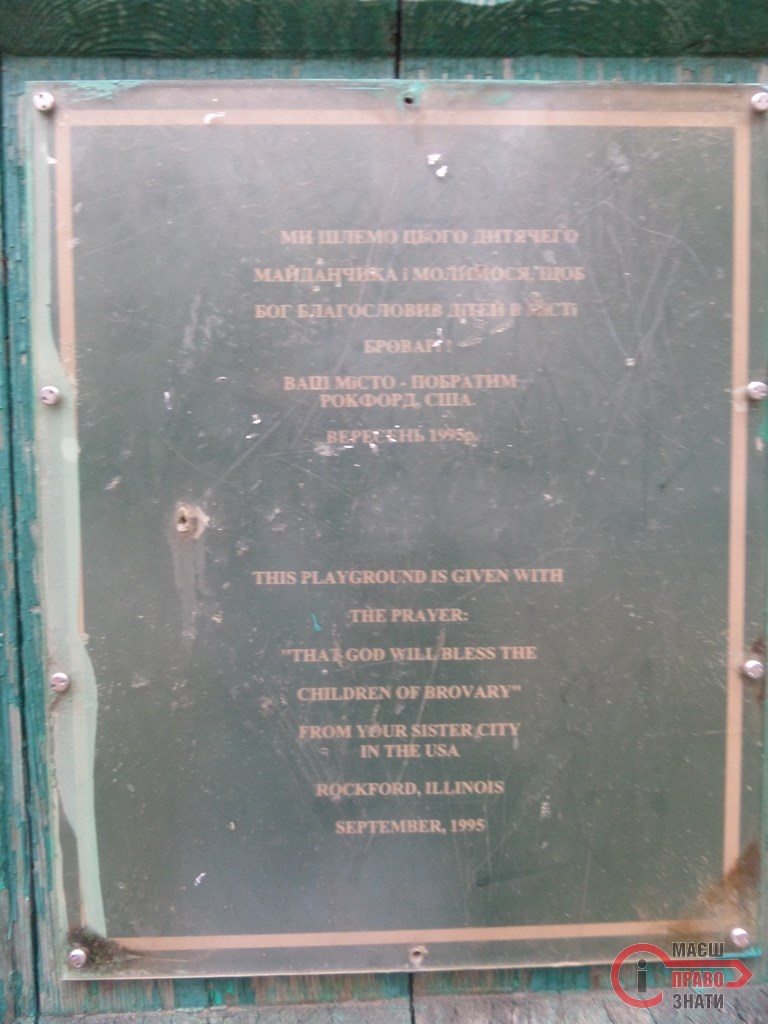 МИ ШЛЕМО ЦЬОГО ДИТЯЧЕГО
МАЙДАНЧИКА і МОЛИМОСЯ, ЩОБ
БОГ БЛАГОСЛОВИВ ДіТЕЙ В МіСТі
БРОВАРИ!
ВАШ МіСТО - ПОБРАТИМ
РОКФОРД, США.
ВЕРЕСЕНЬ 1995р.
THIS PLAYGROUND IS GIVEN WITH
THE PRAYER:
"THAT GOD WILL BLESS THE
CHILDREN OF BROVARY"
FROM YOUR SISTER CITY
IN THE USA
ROCKFORD, ILLINOIS
SEPTEMBER, 1995
МАЄШ
ПРАВО
ЗНАТИ